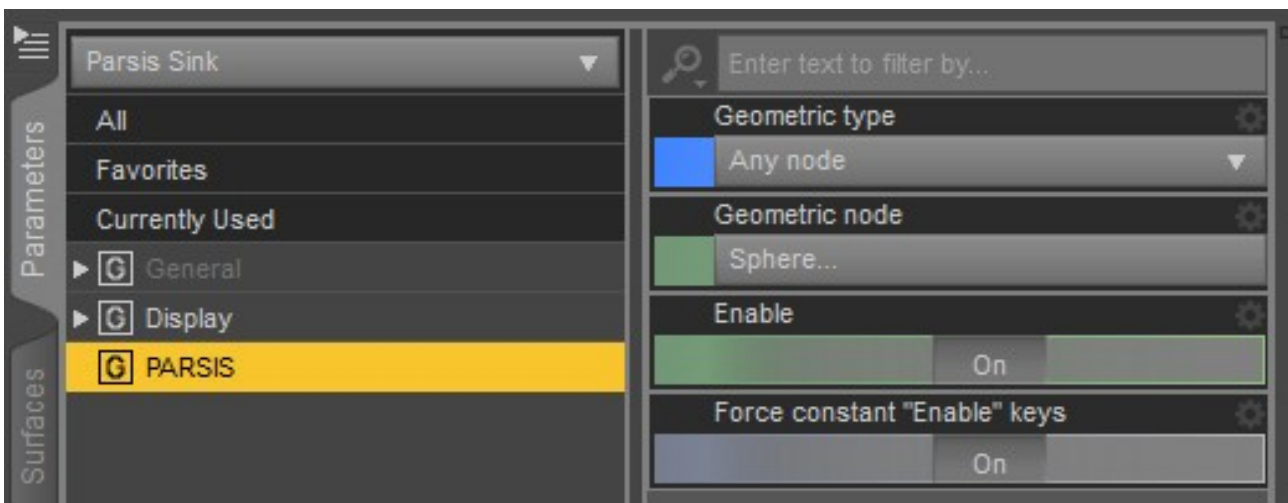 Parameters
Surfaces
Parsis Sink
All
Favorites
Currently Used
G General
G Display
G PARSIS
Enter text to filter by...
Geometric type
Any node
Geometric node
Sphere...
Enable
On
Force constant "Enable" keys
On